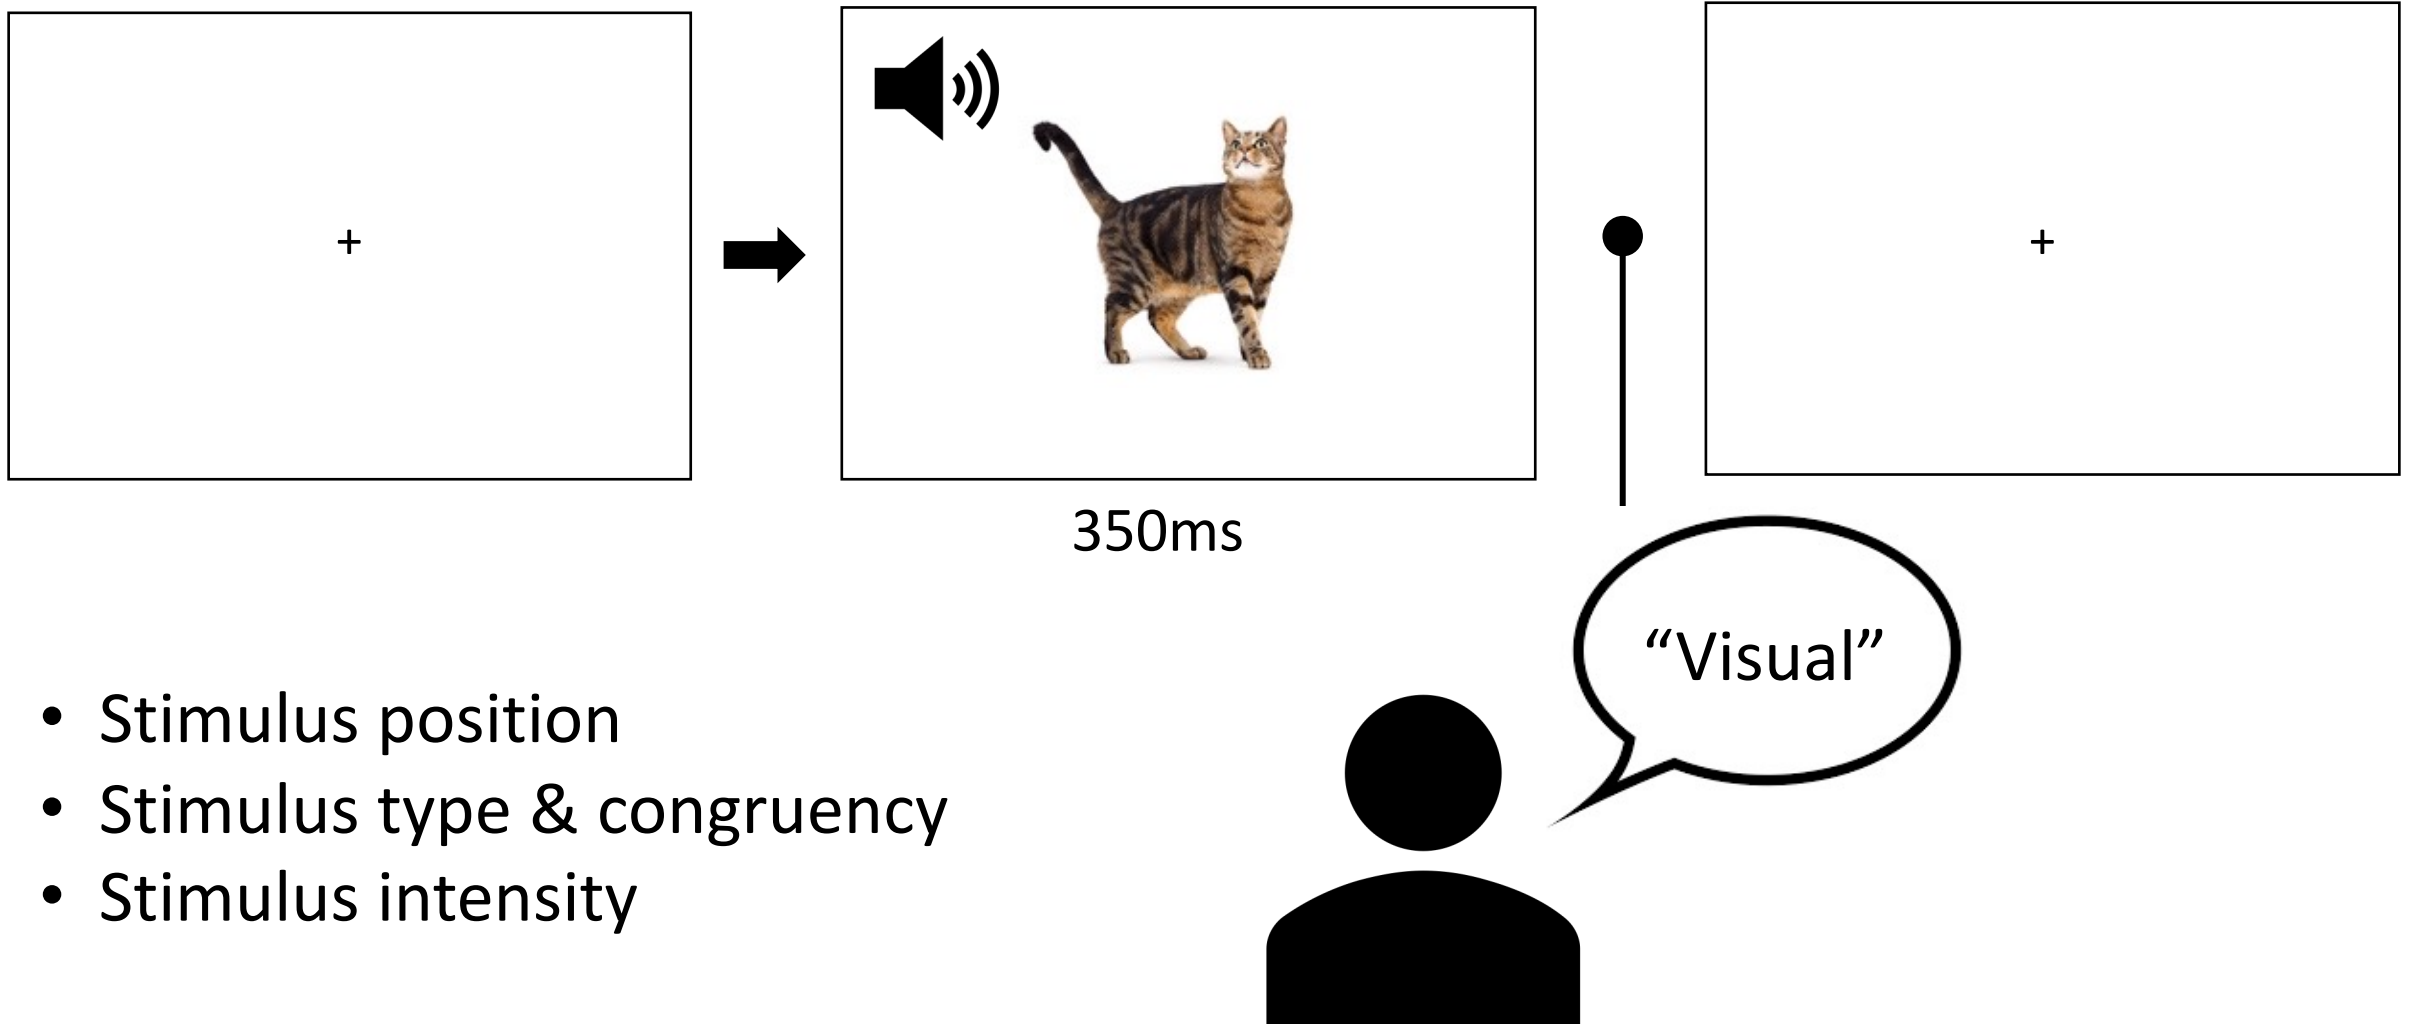 +
+
350ms
“Visual”
• Stimulus position
• Stimulus type & congruency
• Stimulus intensity